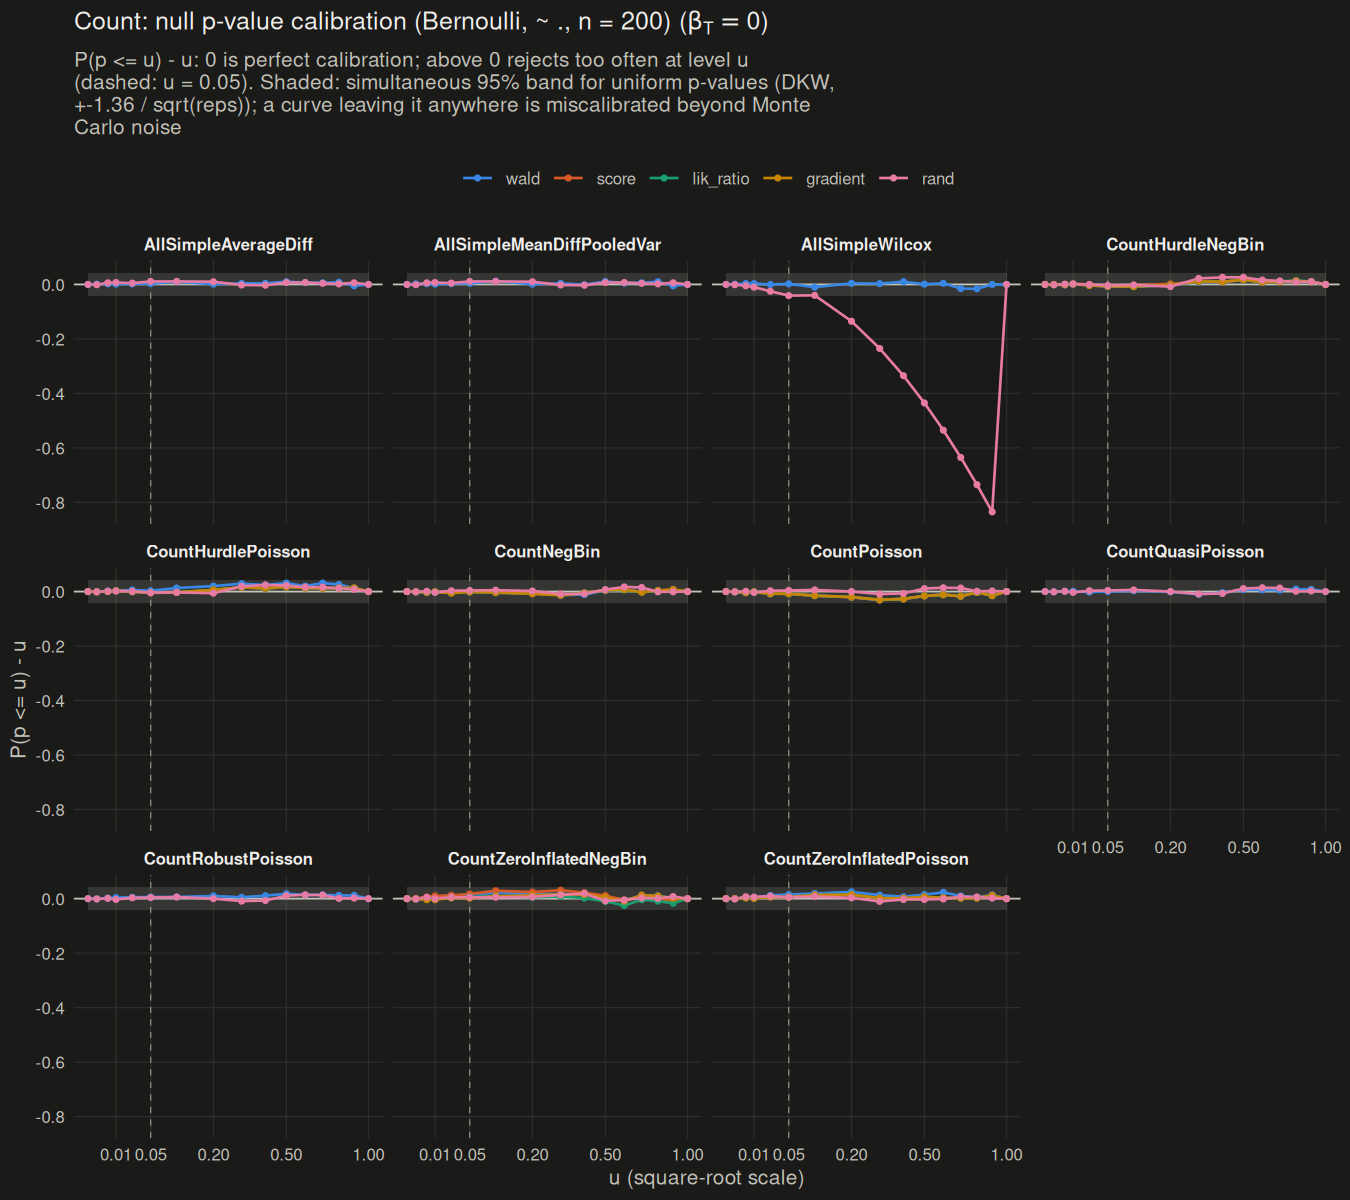 Count: null p-value calibration (Bernoulli, ~ ., n = 200) (βT = 0)
P(p <= u) - u: 0 is perfect calibration; above 0 rejects too often at level u
(dashed: u = 0.05). Shaded: simultaneous 95% band for uniform p-values (DKW,
+-1.36 / sqrt(reps)); a curve leaving it anywhere is miscalibrated beyond Monte
Carlo noise
wald score lik_ratio gradient rand
AllSimpleAverageDiff AllSimpleMeanDiffPooledVar AllSimpleWilcox CountHurdleNegBin
0.0
-0.2
-0.4
-0.6
-0.8
CountHurdlePoisson CountNegBin CountPoisson CountQuasiPoisson
0.0
-0.2
-0.4
-0.6
-0.8
P(p <= u) - u
0.01 0.05 0.20 0.50 1.00
CountRobustPoisson CountZeroInflatedNegBin CountZeroInflatedPoisson
0.0
-0.2
-0.4
-0.6
-0.8
0.01 0.05 0.20 0.50 1.00 0.01 0.05 0.20 0.50 1.00 0.01 0.05 0.20 0.50 1.00
u (square-root scale)